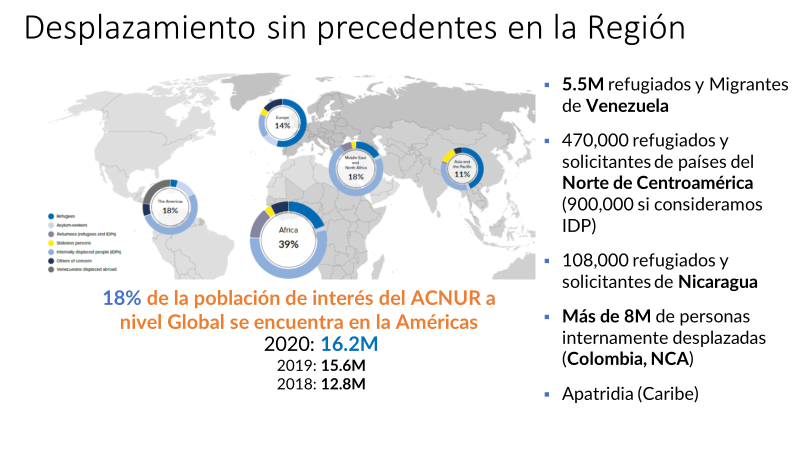 Desplazamiento sin precedentes en la Región
Europe
14%
Middle East
and
North Africa
18%
Asia and
the Pacific
11%
The Americas
18%
Africa
39%
Refugees
Asylum-seekers
Returnees (refugees and IDPs)
Stateless persons
Internally displaced people (IDPs)
Others of concern
Venezuelans displaced abroad
18% de la población de interés del ACNUR a
nivel Global se encuentra en la Américas
2020: 16.2M
2019: 15.6M
2018: 12.8M
5.5M refugiados y Migrantes
de Venezuela
470,000 refugiados y
solicitantes de países del
Norte de Centroamérica
(900,000 si consideramos
IDP)
108,000 refugiados y
solicitantes de Nicaragua
Más de 8M de personas
internamente desplazadas
(Colombia, NCA)
Apatridia (Caribe)